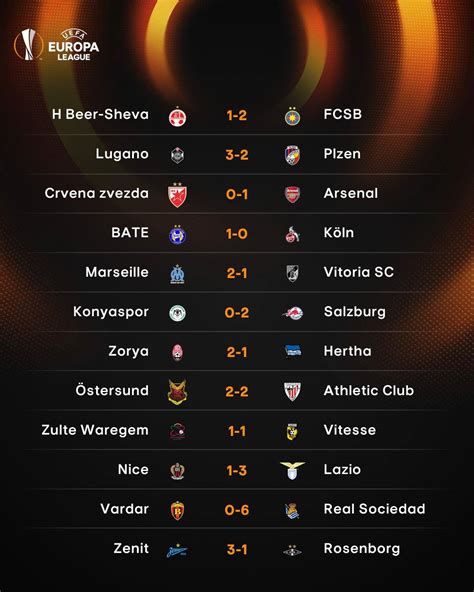 UEFA
EUROPA
LEAGUE
H Beer-Sheva 1-2 FCSB
Lugano 3-2 Plzen
Crvena zvezda 0-1 Arsenal
BATE 1-0 Köln
Marseille 2-1 Vitoria SC
Konyaspor 0-2 Salzburg
Zorya 2-1 Hertha
Östersund 2-2 Athletic Club
Zulte Waregem 1-1 Vitesse
Nice 1-3 Lazio
Vardar 0-6 Real Sociedad
Zenit 3-1 Rosenborg